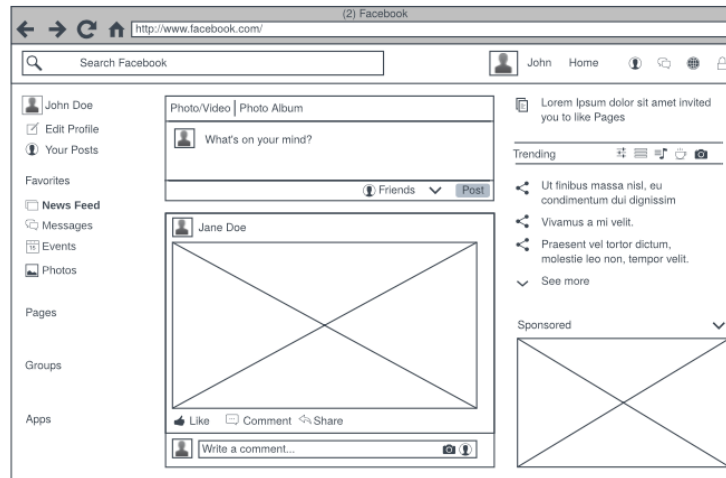 (2) Facebook
http://www.facebook.com/
Search Facebook
John
Home
John Doe
Edit Profile
Your Posts
Favorites
News Feed
Messages
15
Events
Photos
Pages
Groups
Apps
Photo/Video
Photo Album
What's on your mind?
Friends
Post
Jane Doe
Like
Comment
Share
Write a comment...
Lorem Ipsum dolor sit amet invited
you to like Pages
Trending
Ut finibus massa nisl, eu
condimentum dui dignissim
Vivamus a mi velit.
Praesent vel tortor dictum,
molestie leo non, tempor velit.
See more
Sponsored